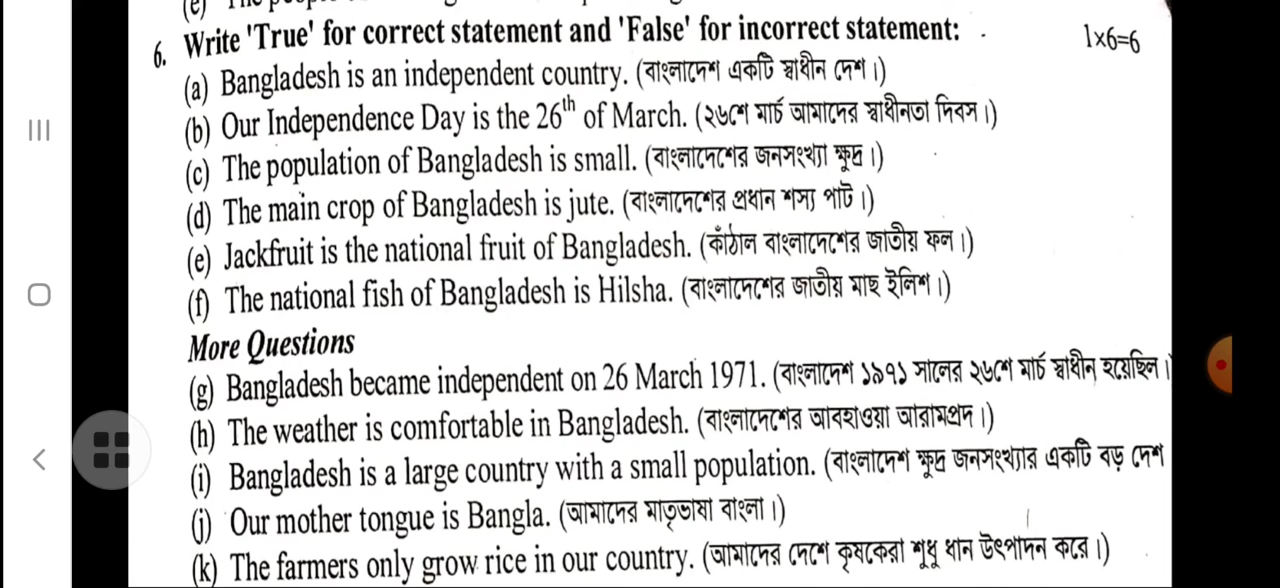 (e) The people
6. Write 'True' for correct statement and 'False' for incorrect statement: 1×6=6
(a) Bangladesh is an independent country. (বাংলাদেশ একটি স্বাধীন দেশ।)
(b) Our Independence Day is the 26th of March. (২৬শে মার্চ আমাদের স্বাধীনতা দিবস।)
(c) The population of Bangladesh is small. (বাংলাদেশের জনসংখ্যা ক্ষুদ্র।)
(d) The main crop of Bangladesh is jute. (বাংলাদেশের প্রধান শস্য পাট।)
(e) Jackfruit is the national fruit of Bangladesh. (কাঁঠাল বাংলাদেশের জাতীয় ফল।)
(f) The national fish of Bangladesh is Hilsha. (বাংলাদেশের জাতীয় মাছ ইলিশ।)
More Questions
(g) Bangladesh became independent on 26 March 1971. (বাংলাদেশ ১৯৭১ সালের ২৬শে মার্চ স্বাধীন হয়েছিল।)
(h) The weather is comfortable in Bangladesh. (বাংলাদেশের আবহাওয়া আরামপ্রদ।)
(i) Bangladesh is a large country with a small population. (বাংলাদেশ ক্ষুদ্র জনসংখ্যার একটি বড় দেশ
(j) Our mother tongue is Bangla. (আমাদের মাতৃভাষা বাংলা।)
(k) The farmers only grow rice in our country. (আমাদের দেশে কৃষকেরা শুধু ধান উৎপাদন করে।)